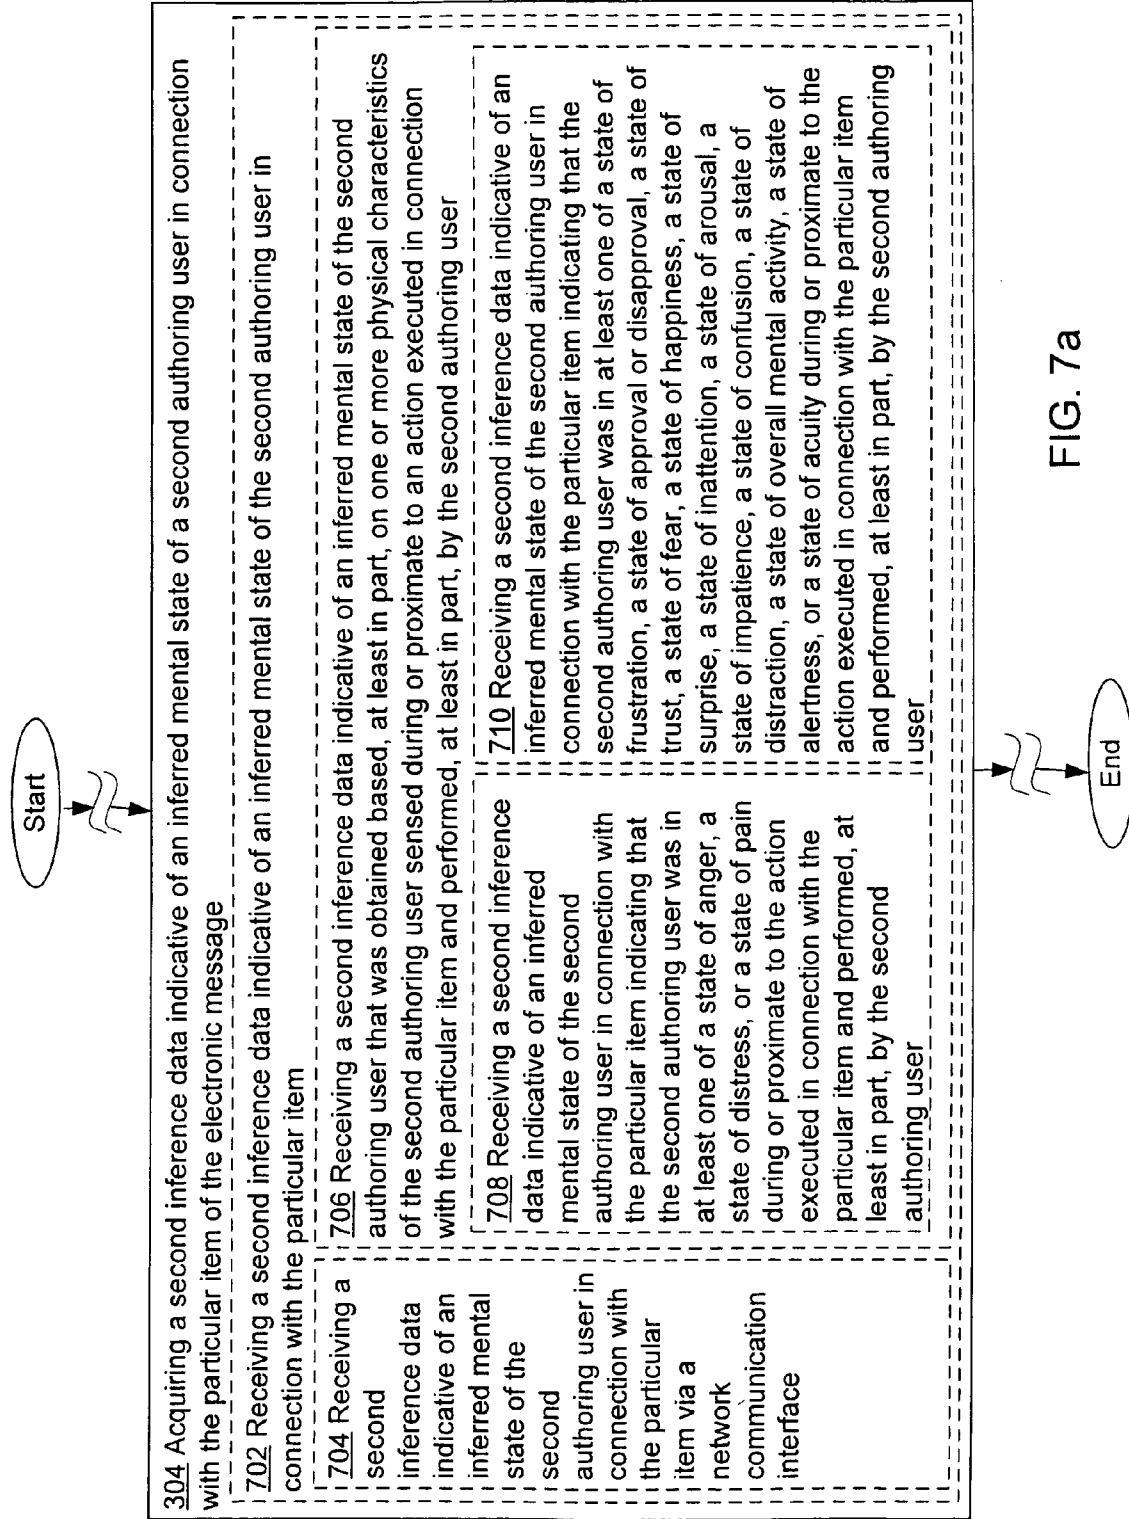 Start
304 Acquiring a second inference data indicative of an inferred mental state of a second authoring user in connection
with the particular item of the electronic message
702 Receiving a second inference data indicative of an inferred mental state of the second authoring user in
connection with the particular item
704 Receiving a
second
inference data
indicative of an
inferred mental
state of the
second
authoring user in
connection with
the particular
item via a
network
communication
interface
706 Receiving a second inference data indicative of an inferred mental state of the second
authoring user that was obtained based, at least in part, on one or more physical characteristics
of the second authoring user sensed during or proximate to an action executed in connection
with the particular item and performed, at least in part, by the second authoring user
708 Receiving a second inference
data indicative of an inferred
mental state of the second
authoring user in connection with
the particular item indicating that
the second authoring user was in
at least one of a state of anger, a
state of distress, or a state of pain
during or proximate to the action
executed in connection with the
particular item and performed, at
least in part, by the second
authoring user
710 Receiving a second inference data indicative of an
inferred mental state of the second authoring user in
connection with the particular item indicating that the
second authoring user was in at least one of a state of
frustration, a state of approval or disapproval, a state of
trust, a state of fear, a state of happiness, a state of
surprise, a state of inattention, a state of arousal, a
state of impatience, a state of confusion, a state of
distraction, a state of overall mental activity, a state of
alertness, or a state of acuity during or proximate to the
action executed in connection with the particular item
and performed, at least in part, by the second authoring
user
End
FIG. 7a